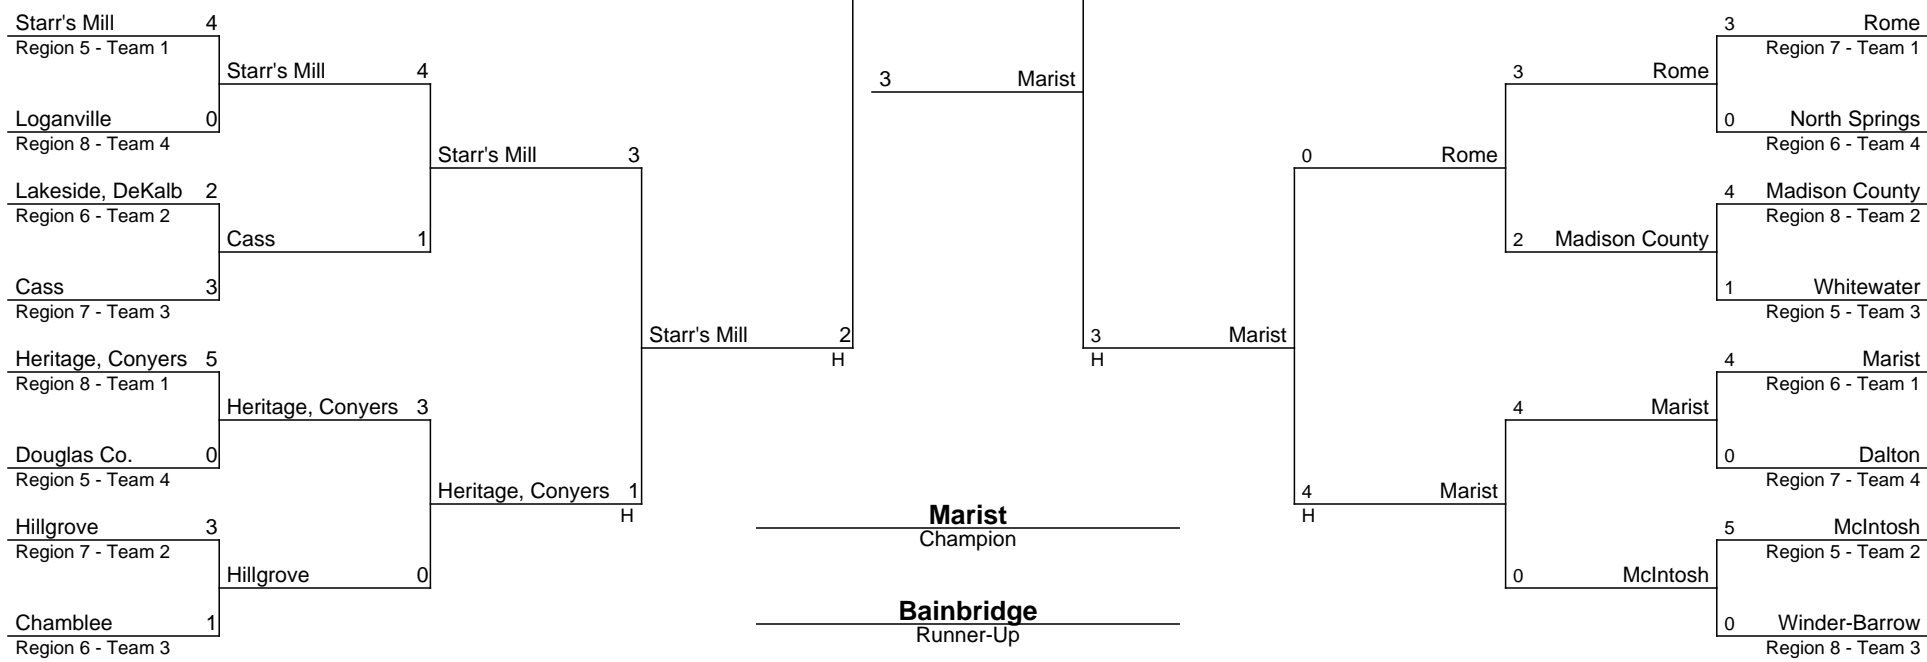 Starr's Mill 4
Region 5 - Team 1
Loganville 0
Region 8 - Team 4
Lakeside, DeKalb 2
Region 6 - Team 2
Cass 3
Region 7 - Team 3
Heritage, Conyers 5
Region 8 - Team 1
Douglas Co. 0
Region 5 - Team 4
Hillgrove 3
Region 7 - Team 2
Chamblee 1
Region 6 - Team 3
Starr's Mill 4
Cass 1
Heritage, Conyers 3
Hillgrove 0
Starr's Mill 3
Heritage, Conyers 1
H
Starr's Mill 2
H
3 Marist
Marist
Champion
Bainbridge
Runner-Up
3 Marist
H
0 Rome
4 Marist
H
3 Rome
2 Madison County
4 Marist
0 McIntosh
3 Rome
Region 7 - Team 1
0 North Springs
Region 6 - Team 4
4 Madison County
Region 8 - Team 2
1 Whitewater
Region 5 - Team 3
4 Marist
Region 6 - Team 1
0 Dalton
Region 7 - Team 4
5 McIntosh
Region 5 - Team 2
0 Winder-Barrow
Region 8 - Team 3